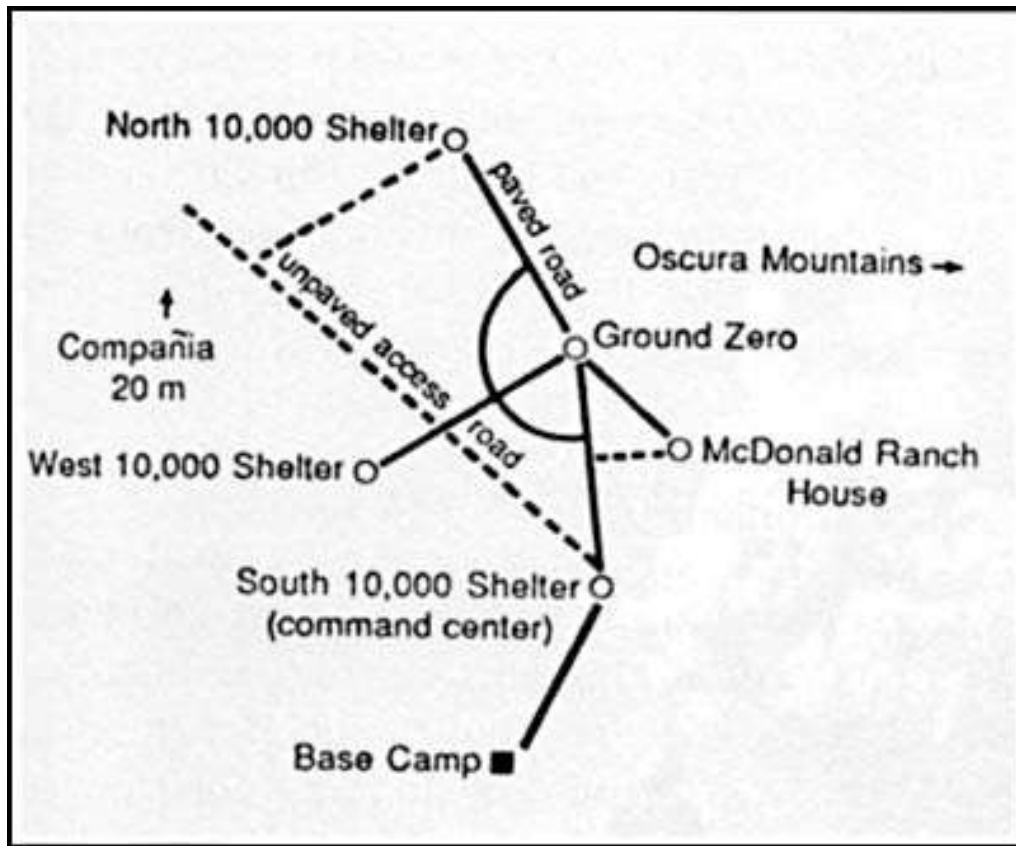 North 10,000 Shelter
paved road
Oscura Mountains
unpaved access road
Ground Zero
Compañia
20 m
West 10,000 Shelter
McDonald Ranch
House
South 10,000 Shelter
(command center)
Base Camp